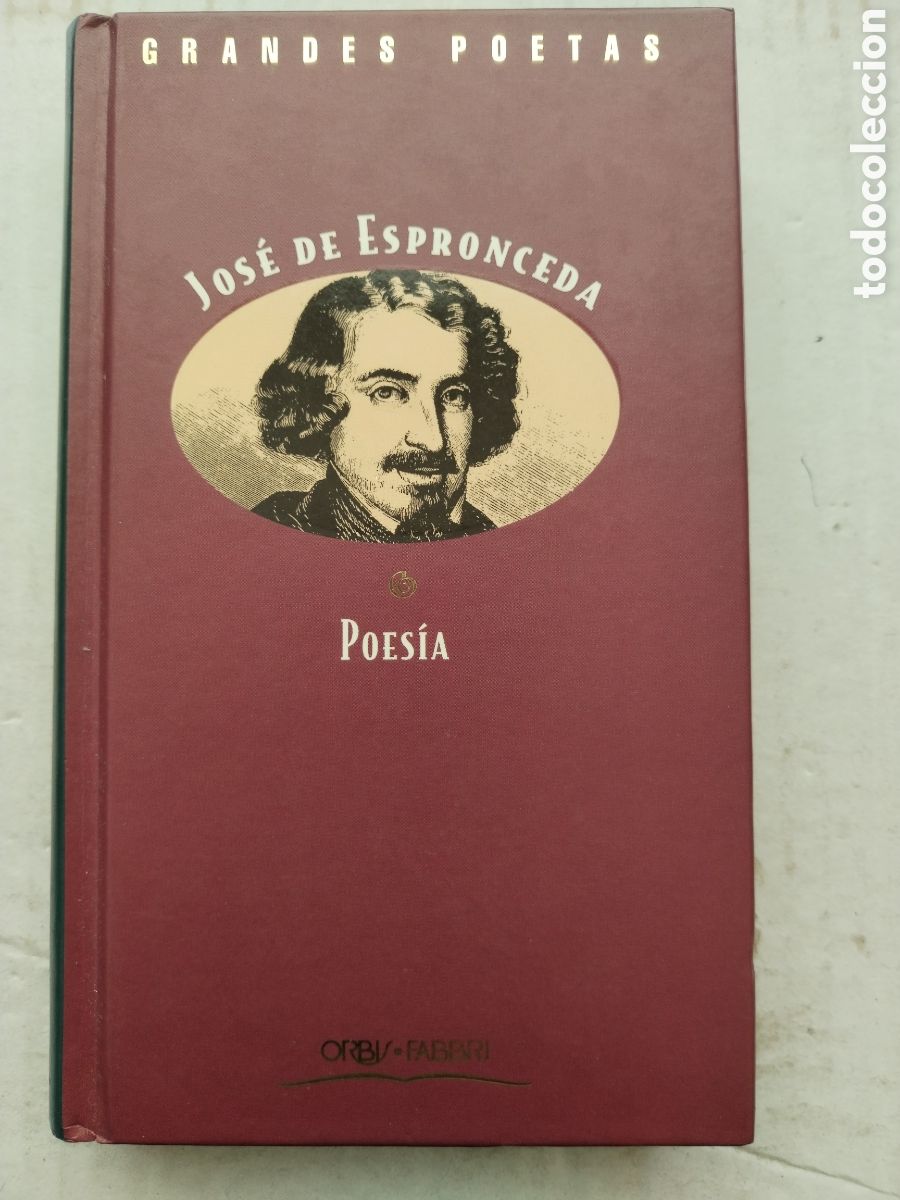 GRANDES POETAS
JOSÉ DE ESPRONCEDA
POESÍA
ORBIS•FABBRI
todocoleccion